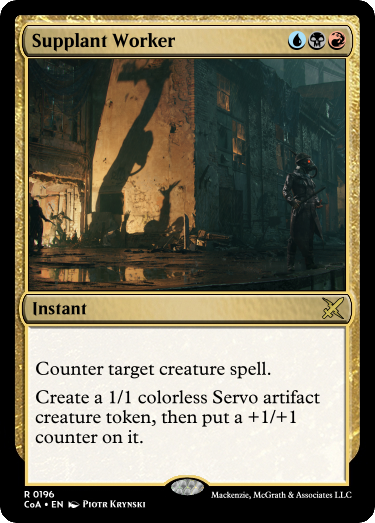 Supplant Worker
Instant
Counter target creature spell.
Create a 1/1 colorless Servo artifact
creature token, then put a +1/+1
counter on it.
R 0196
CoA • EN Piotr Krynski
Mackenzie, McGrath & Associates LLC